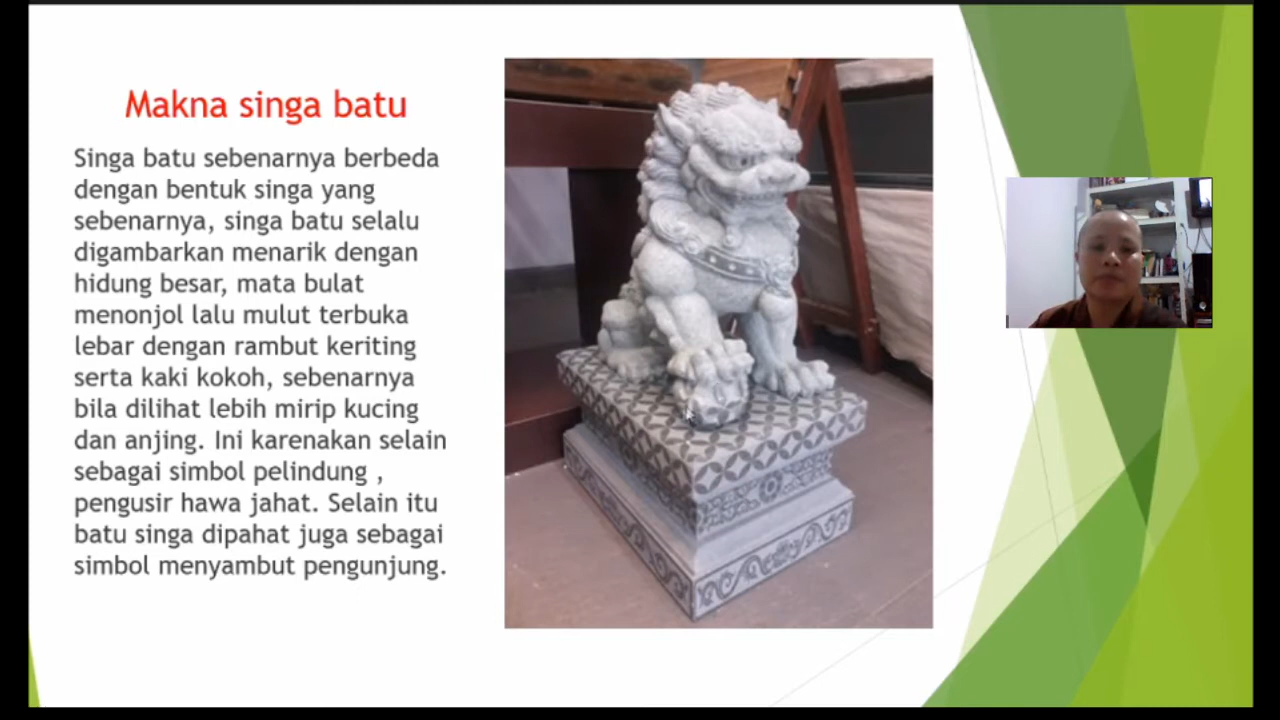 Makna singa batu
Singa batu sebenarnya berbeda
dengan bentuk singa yang
sebenarnya, singa batu selalu
digambarkan menarik dengan
hidung besar, mata bulat
menonjol lalu mulut terbuka
lebar dengan rambut keriting
serta kaki kokoh, sebenarnya
bila dilihat lebih mirip kucing
dan anjing. Ini karenakan selain
sebagai simbol pelindung ,
pengusir hawa jahat. Selain itu
batu singa dipahat juga sebagai
simbol menyambut pengunjung.